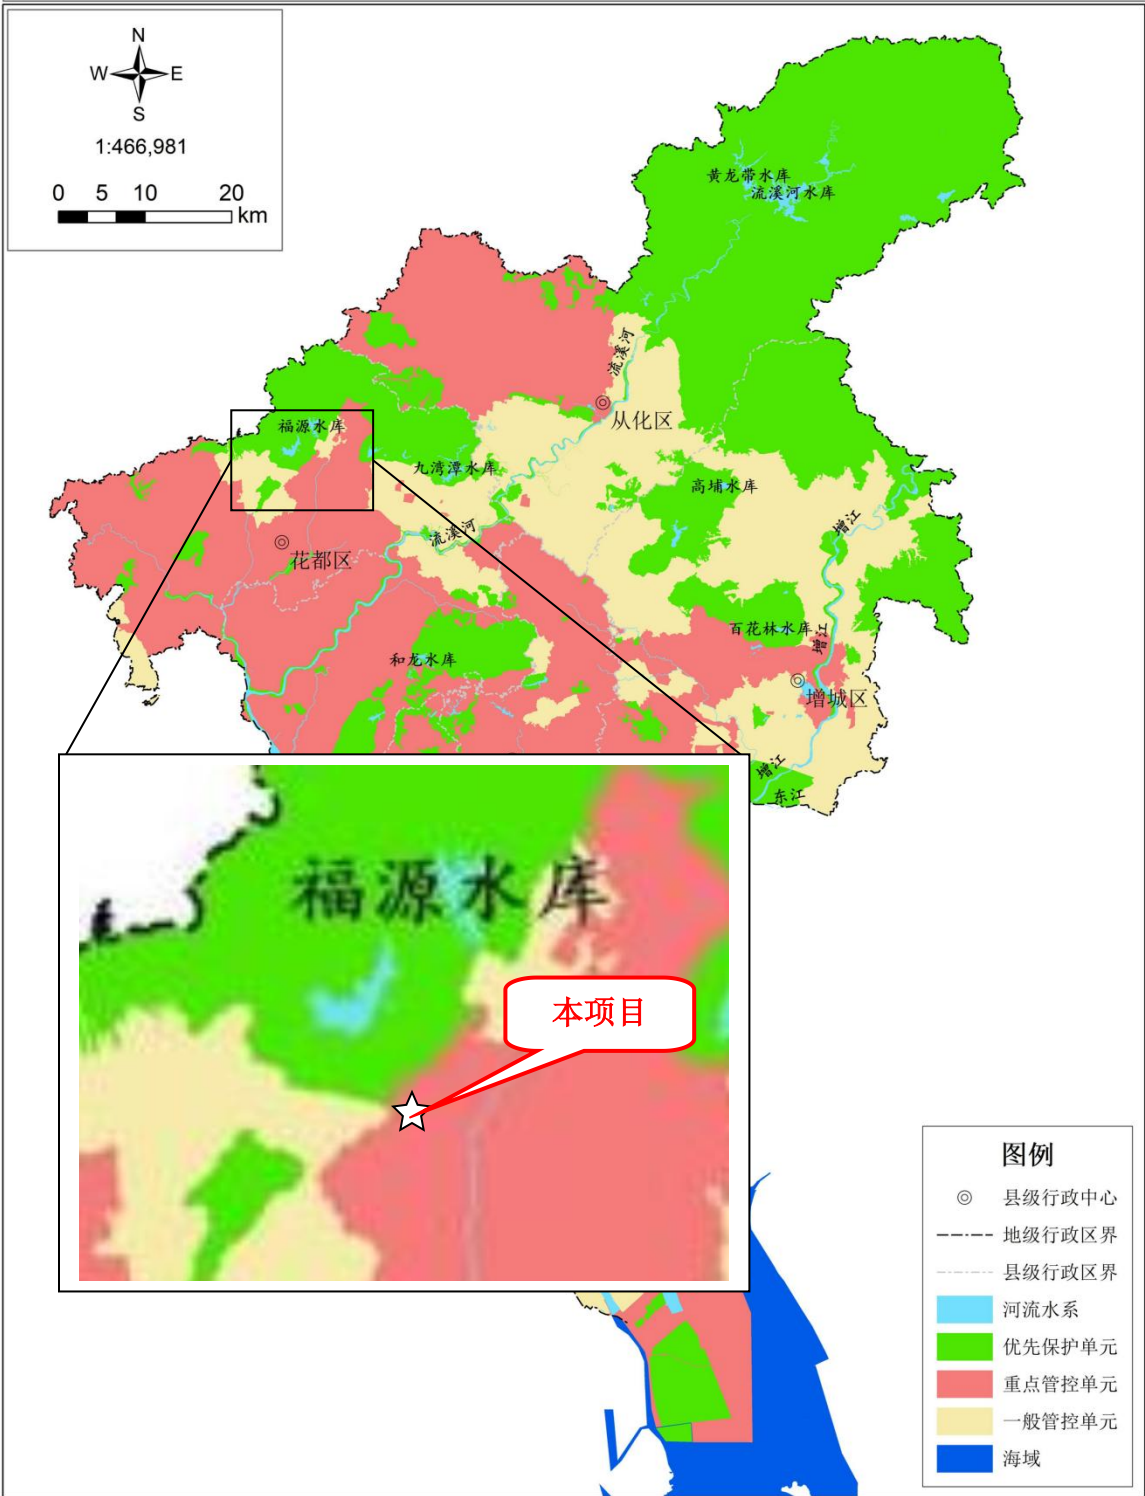 N
W E
S
1:466,981
0 5 10 20
km
黄龙带水库
流溪河水库
流溪河
从化区
福源水库
九湾潭水库
高埔水库
流溪河
增江
花都区
百花林水库
增江
和龙水库
增城区
增江
东江
福源水库
本项目
图例
县级行政中心
地级行政区界
县级行政区界
河流水系
优先保护单元
重点管控单元
一般管控单元
海域